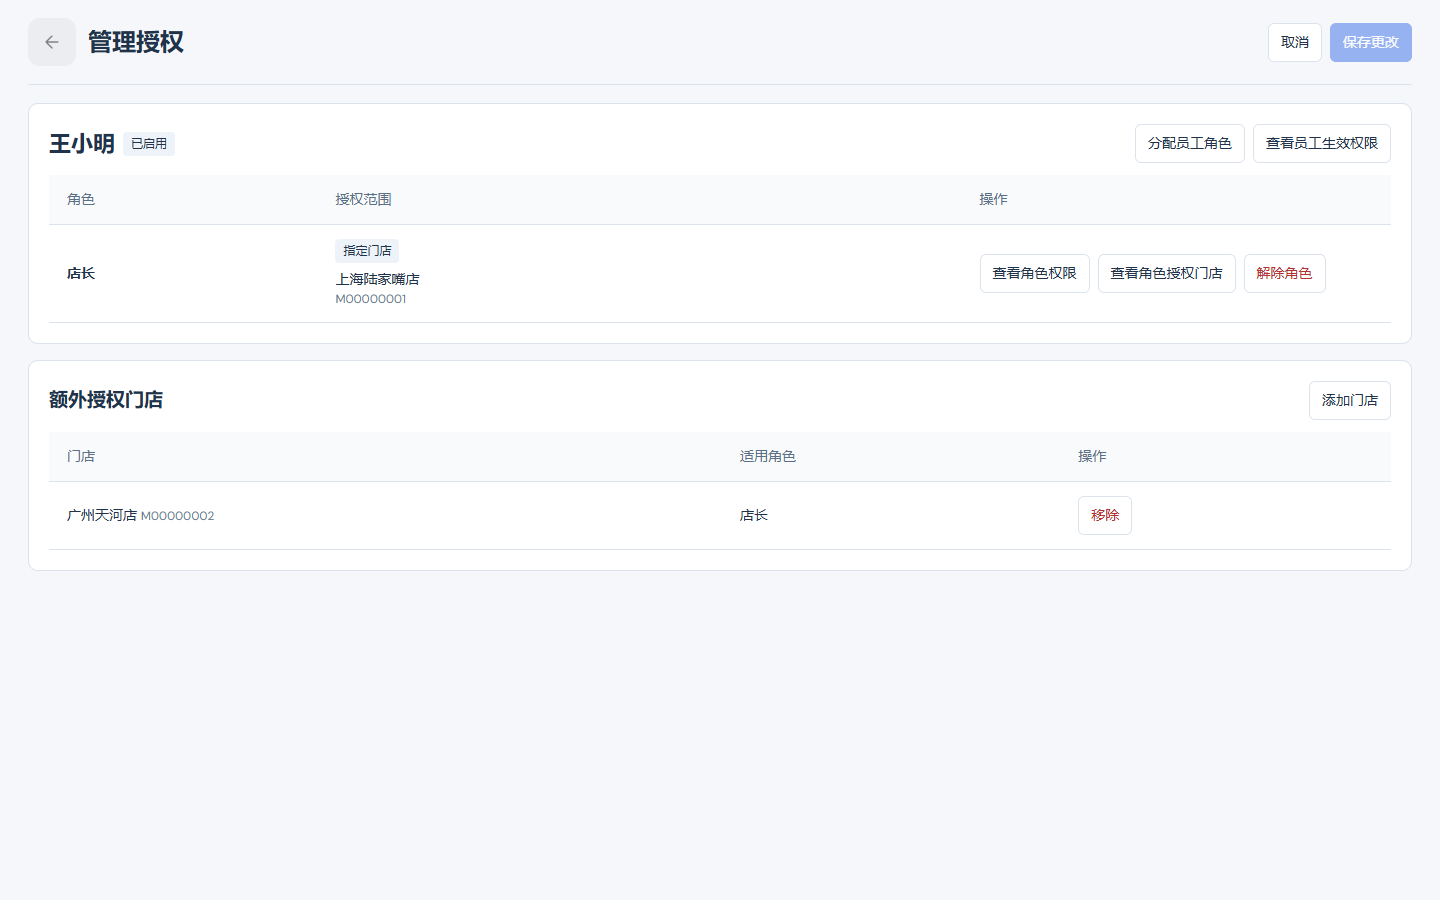 管理授权
取消
保存更改
王小明 已启用
分配员工角色
查看员工生效权限
角色
授权范围
操作
店长
指定门店
上海陆家嘴店
M00000001
查看角色权限
查看角色授权门店
解除角色
额外授权门店
添加门店
门店
适用角色
操作
广州天河店 M00000002
店长
移除